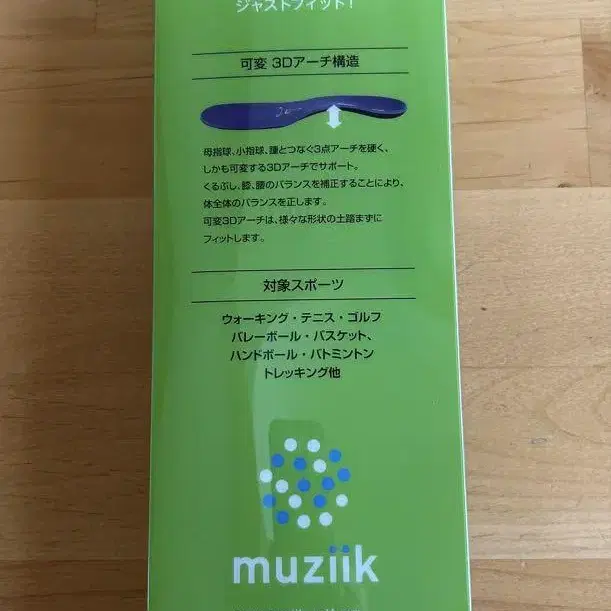 ジャストフィット!
可変 3Dアーチ構造
母指球、小指球、踵とつなぐ3点アーチを硬く、
しかも可変する3Dアーチでサポート。
くるぶし、膝、腰のバランスを補正することにより、
体全体のバランスを正します。
可変3Dアーチは、様々な形状の土踏まずに
フィットします。
対象スポーツ
ウォーキング・テニス・ゴルフ
バレーボール・バスケット、
ハンドボール・バトミントン
トレッキング他
muziik